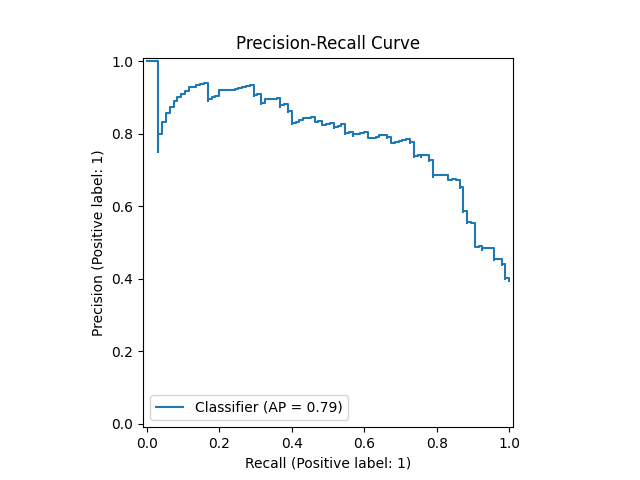 Precision-Recall Curve
1.0
0.8
0.6
0.4
0.2
0.0
Precision (Positive label: 1)
Classifier (AP = 0.79)
0.0 0.2 0.4 0.6 0.8 1.0
Recall (Positive label: 1)